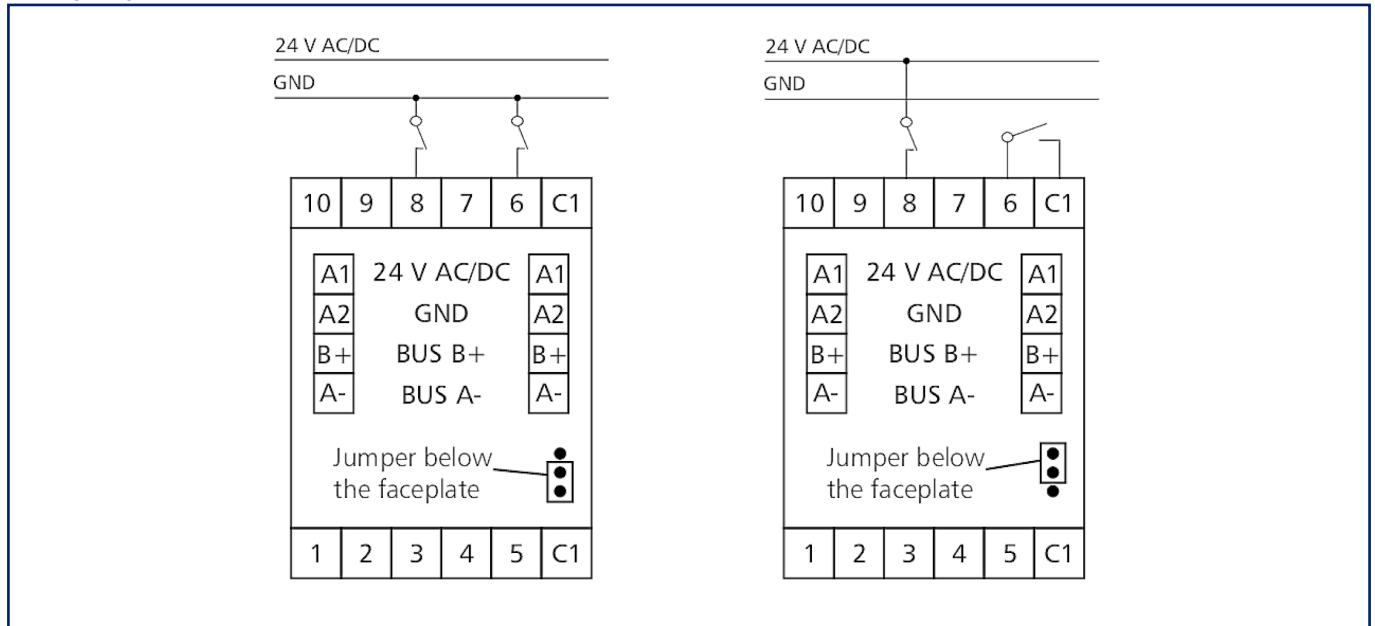 24 V AC/DC
GND
10 9 8 7 6 C1
A1 24 V AC/DC A1
A2 GND A2
B+ BUS B+ B+
A- BUS A- A-
Jumper below
the faceplate
1 2 3 4 5 C1
24 V AC/DC
GND
10 9 8 7 6 C1
A1 24 V AC/DC A1
A2 GND A2
B+ BUS B+ B+
A- BUS A- A-
Jumper below
the faceplate
1 2 3 4 5 C1